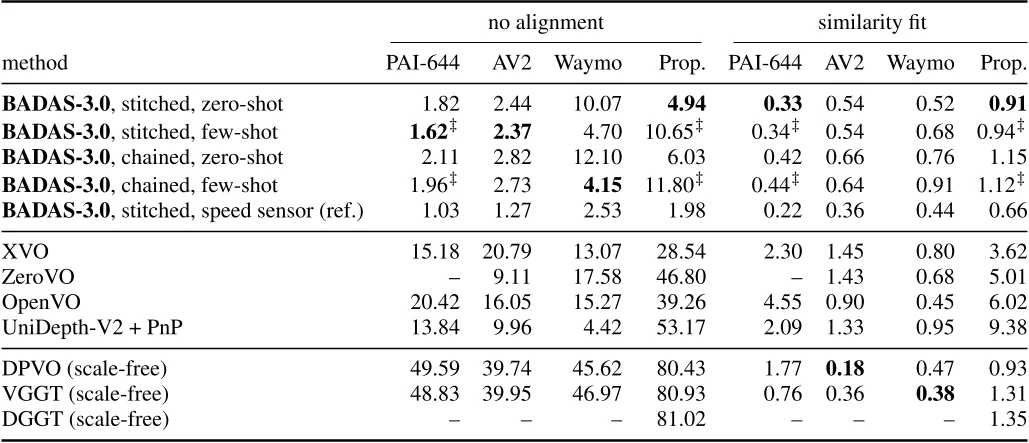 no alignment similarity fit
method PAI-644 AV2 Waymo Prop. PAI-644 AV2 Waymo Prop.
BADAS-3.0, stitched, zero-shot 1.82 2.44 10.07 4.94 0.33 0.54 0.52 0.91
BADAS-3.0, stitched, few-shot 1.62‡ 2.37 4.70 10.65‡ 0.34‡ 0.54 0.68 0.94‡
BADAS-3.0, chained, zero-shot 2.11 2.82 12.10 6.03 0.42 0.66 0.76 1.15
BADAS-3.0, chained, few-shot 1.96‡ 2.73 4.15 11.80‡ 0.44‡ 0.64 0.91 1.12‡
BADAS-3.0, stitched, speed sensor (ref.) 1.03 1.27 2.53 1.98 0.22 0.36 0.44 0.66
XVO 15.18 20.79 13.07 28.54 2.30 1.45 0.80 3.62
ZeroVO – 9.11 17.58 46.80 – 1.43 0.68 5.01
OpenVO 20.42 16.05 15.27 39.26 4.55 0.90 0.45 6.02
UniDepth-V2 + PnP 13.84 9.96 4.42 53.17 2.09 1.33 0.95 9.38
DPVO (scale-free) 49.59 39.74 45.62 80.43 1.77 0.18 0.47 0.93
VGGT (scale-free) 48.83 39.95 46.97 80.93 0.76 0.36 0.38 1.31
DGGT (scale-free) – – – 81.02 – – – 1.35